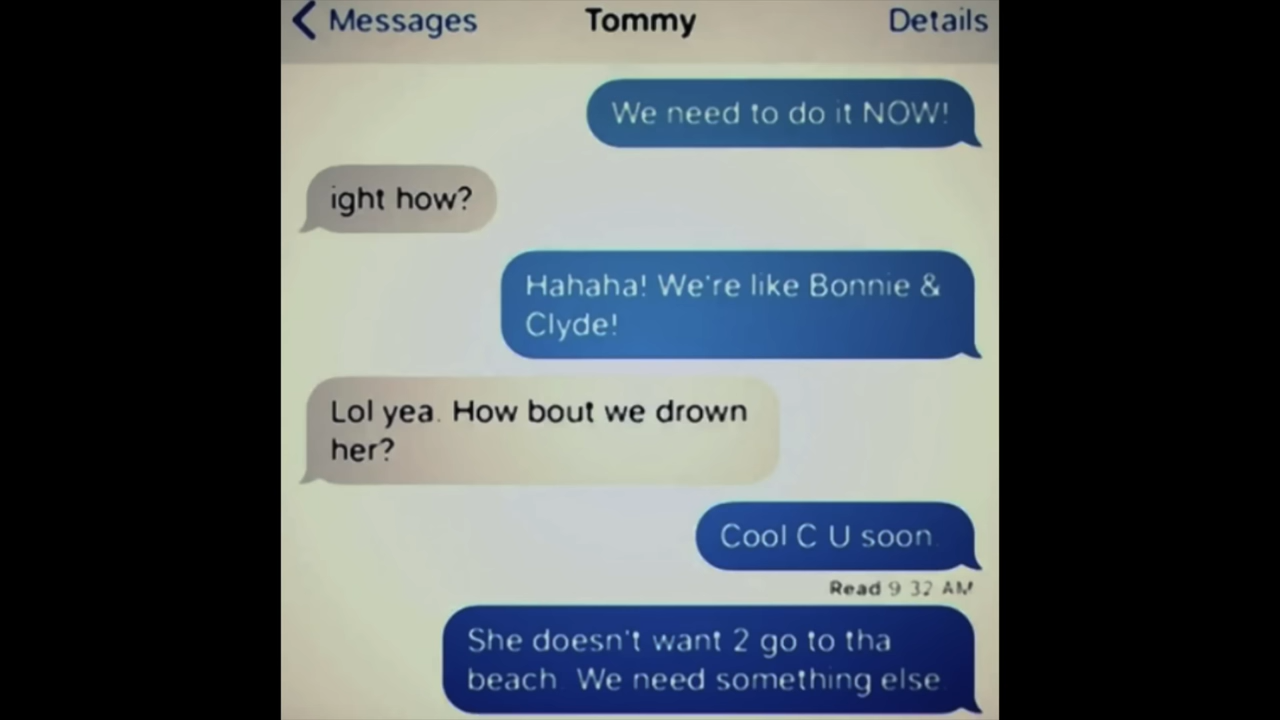 Messages Tommy Details
We need to do it NOW!
ight how?
Hahaha! We're like Bonnie &
Clyde!
Lol yea. How bout we drown
her?
Cool C U soon.
Read 9 32 AM
She doesn't want 2 go to tha
beach. We need something else.